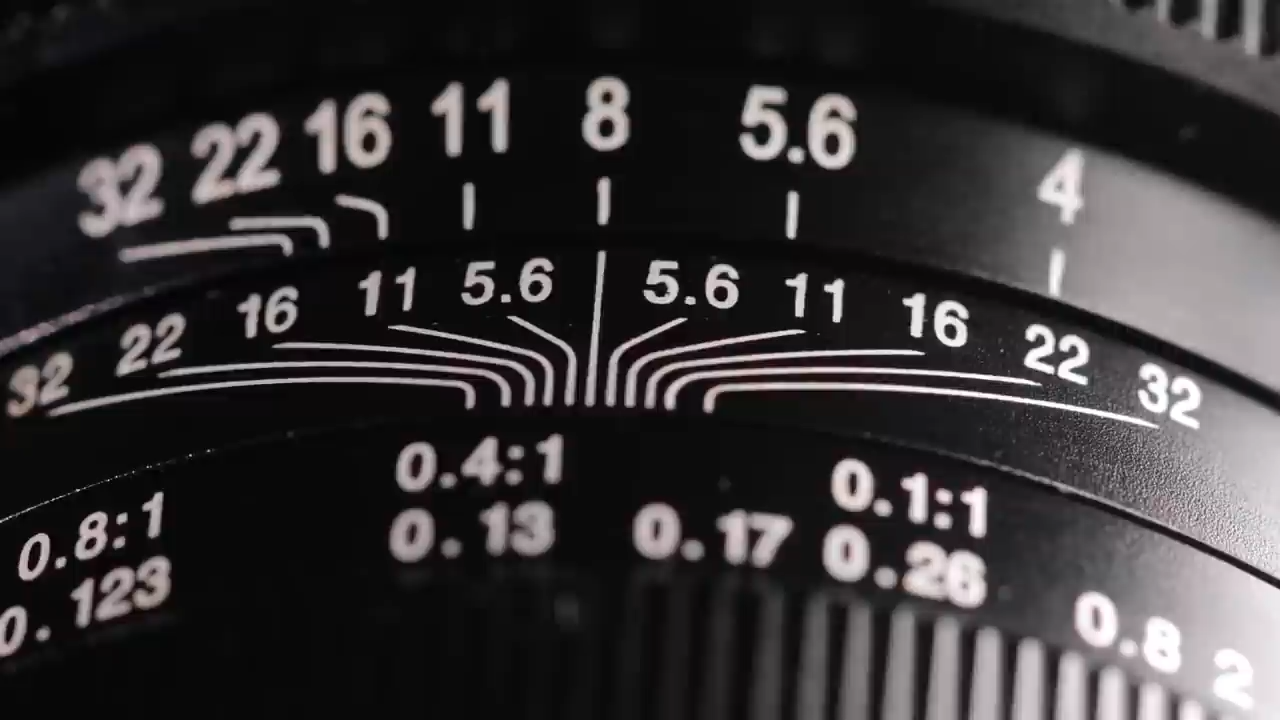 32 22 16 11 8 5.6 4
32 22 16 11 5.6 5.6 11 16 22 32
0.8:1 0.4:1 0.1:1
0.123 0.13 0.17 0.26 0.8 2